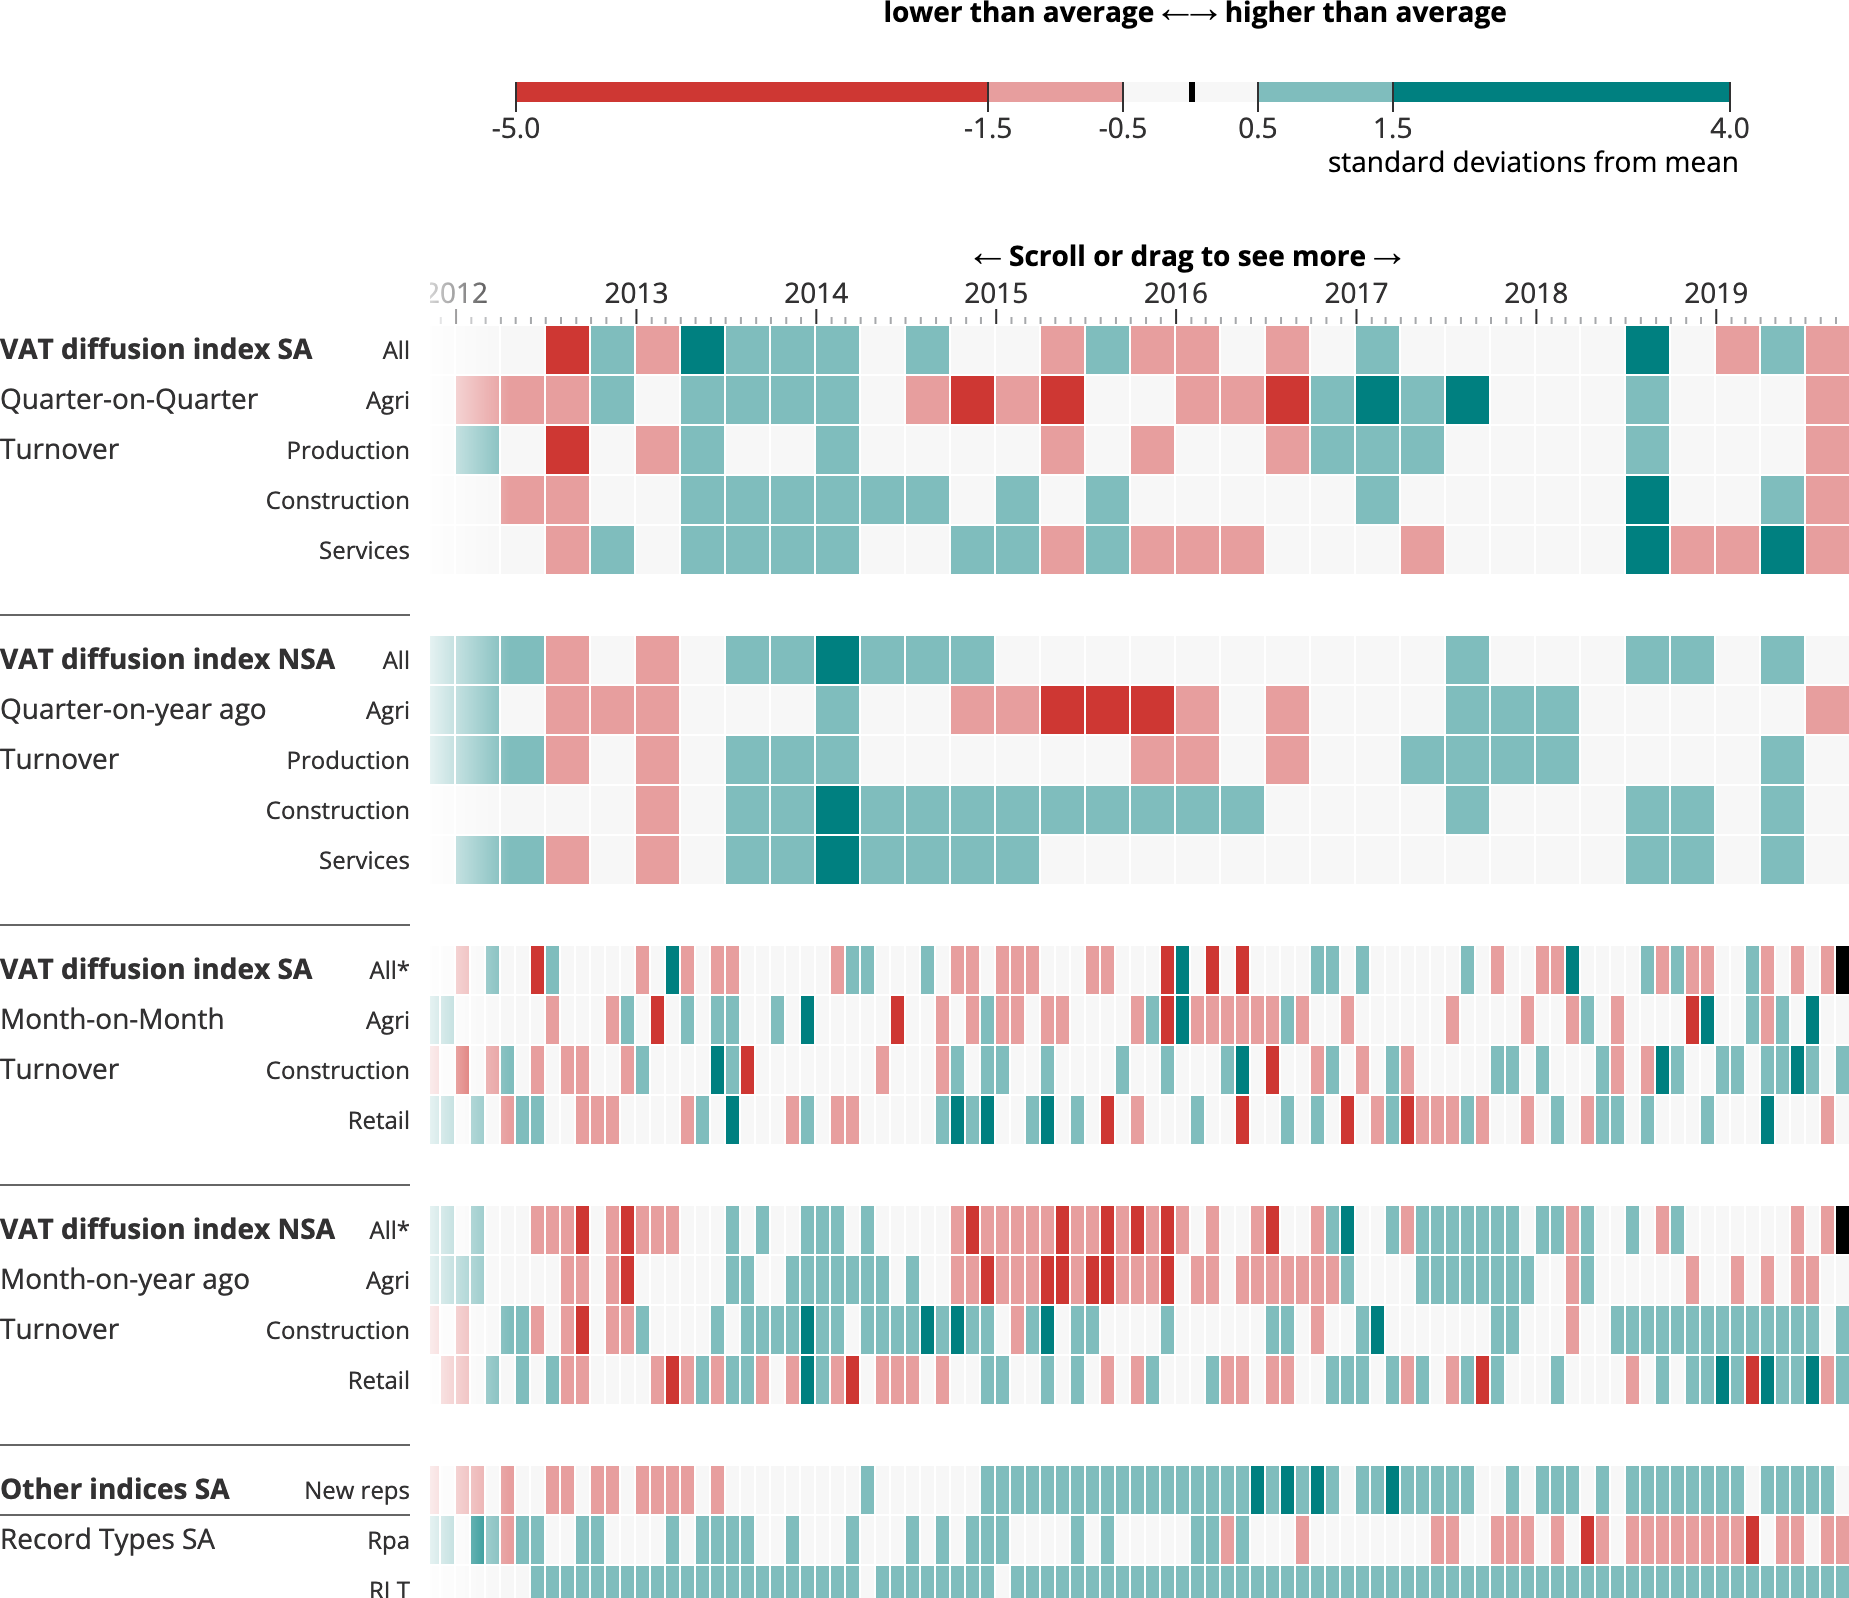 lower than average ←→ higher than average
-5.0 -1.5 -0.5 0.5 1.5 4.0
standard deviations from mean
← Scroll or drag to see more →
2012 2013 2014 2015 2016 2017 2018 2019
VAT diffusion index SA All
Quarter-on-Quarter Agri
Turnover Production
Construction
Services
VAT diffusion index NSA All
Quarter-on-year ago Agri
Turnover Production
Construction
Services
VAT diffusion index SA All*
Month-on-Month Agri
Turnover Construction
Retail
VAT diffusion index NSA All*
Month-on-year ago Agri
Turnover Construction
Retail
Other indices SA New reps
Record Types SA Rpa